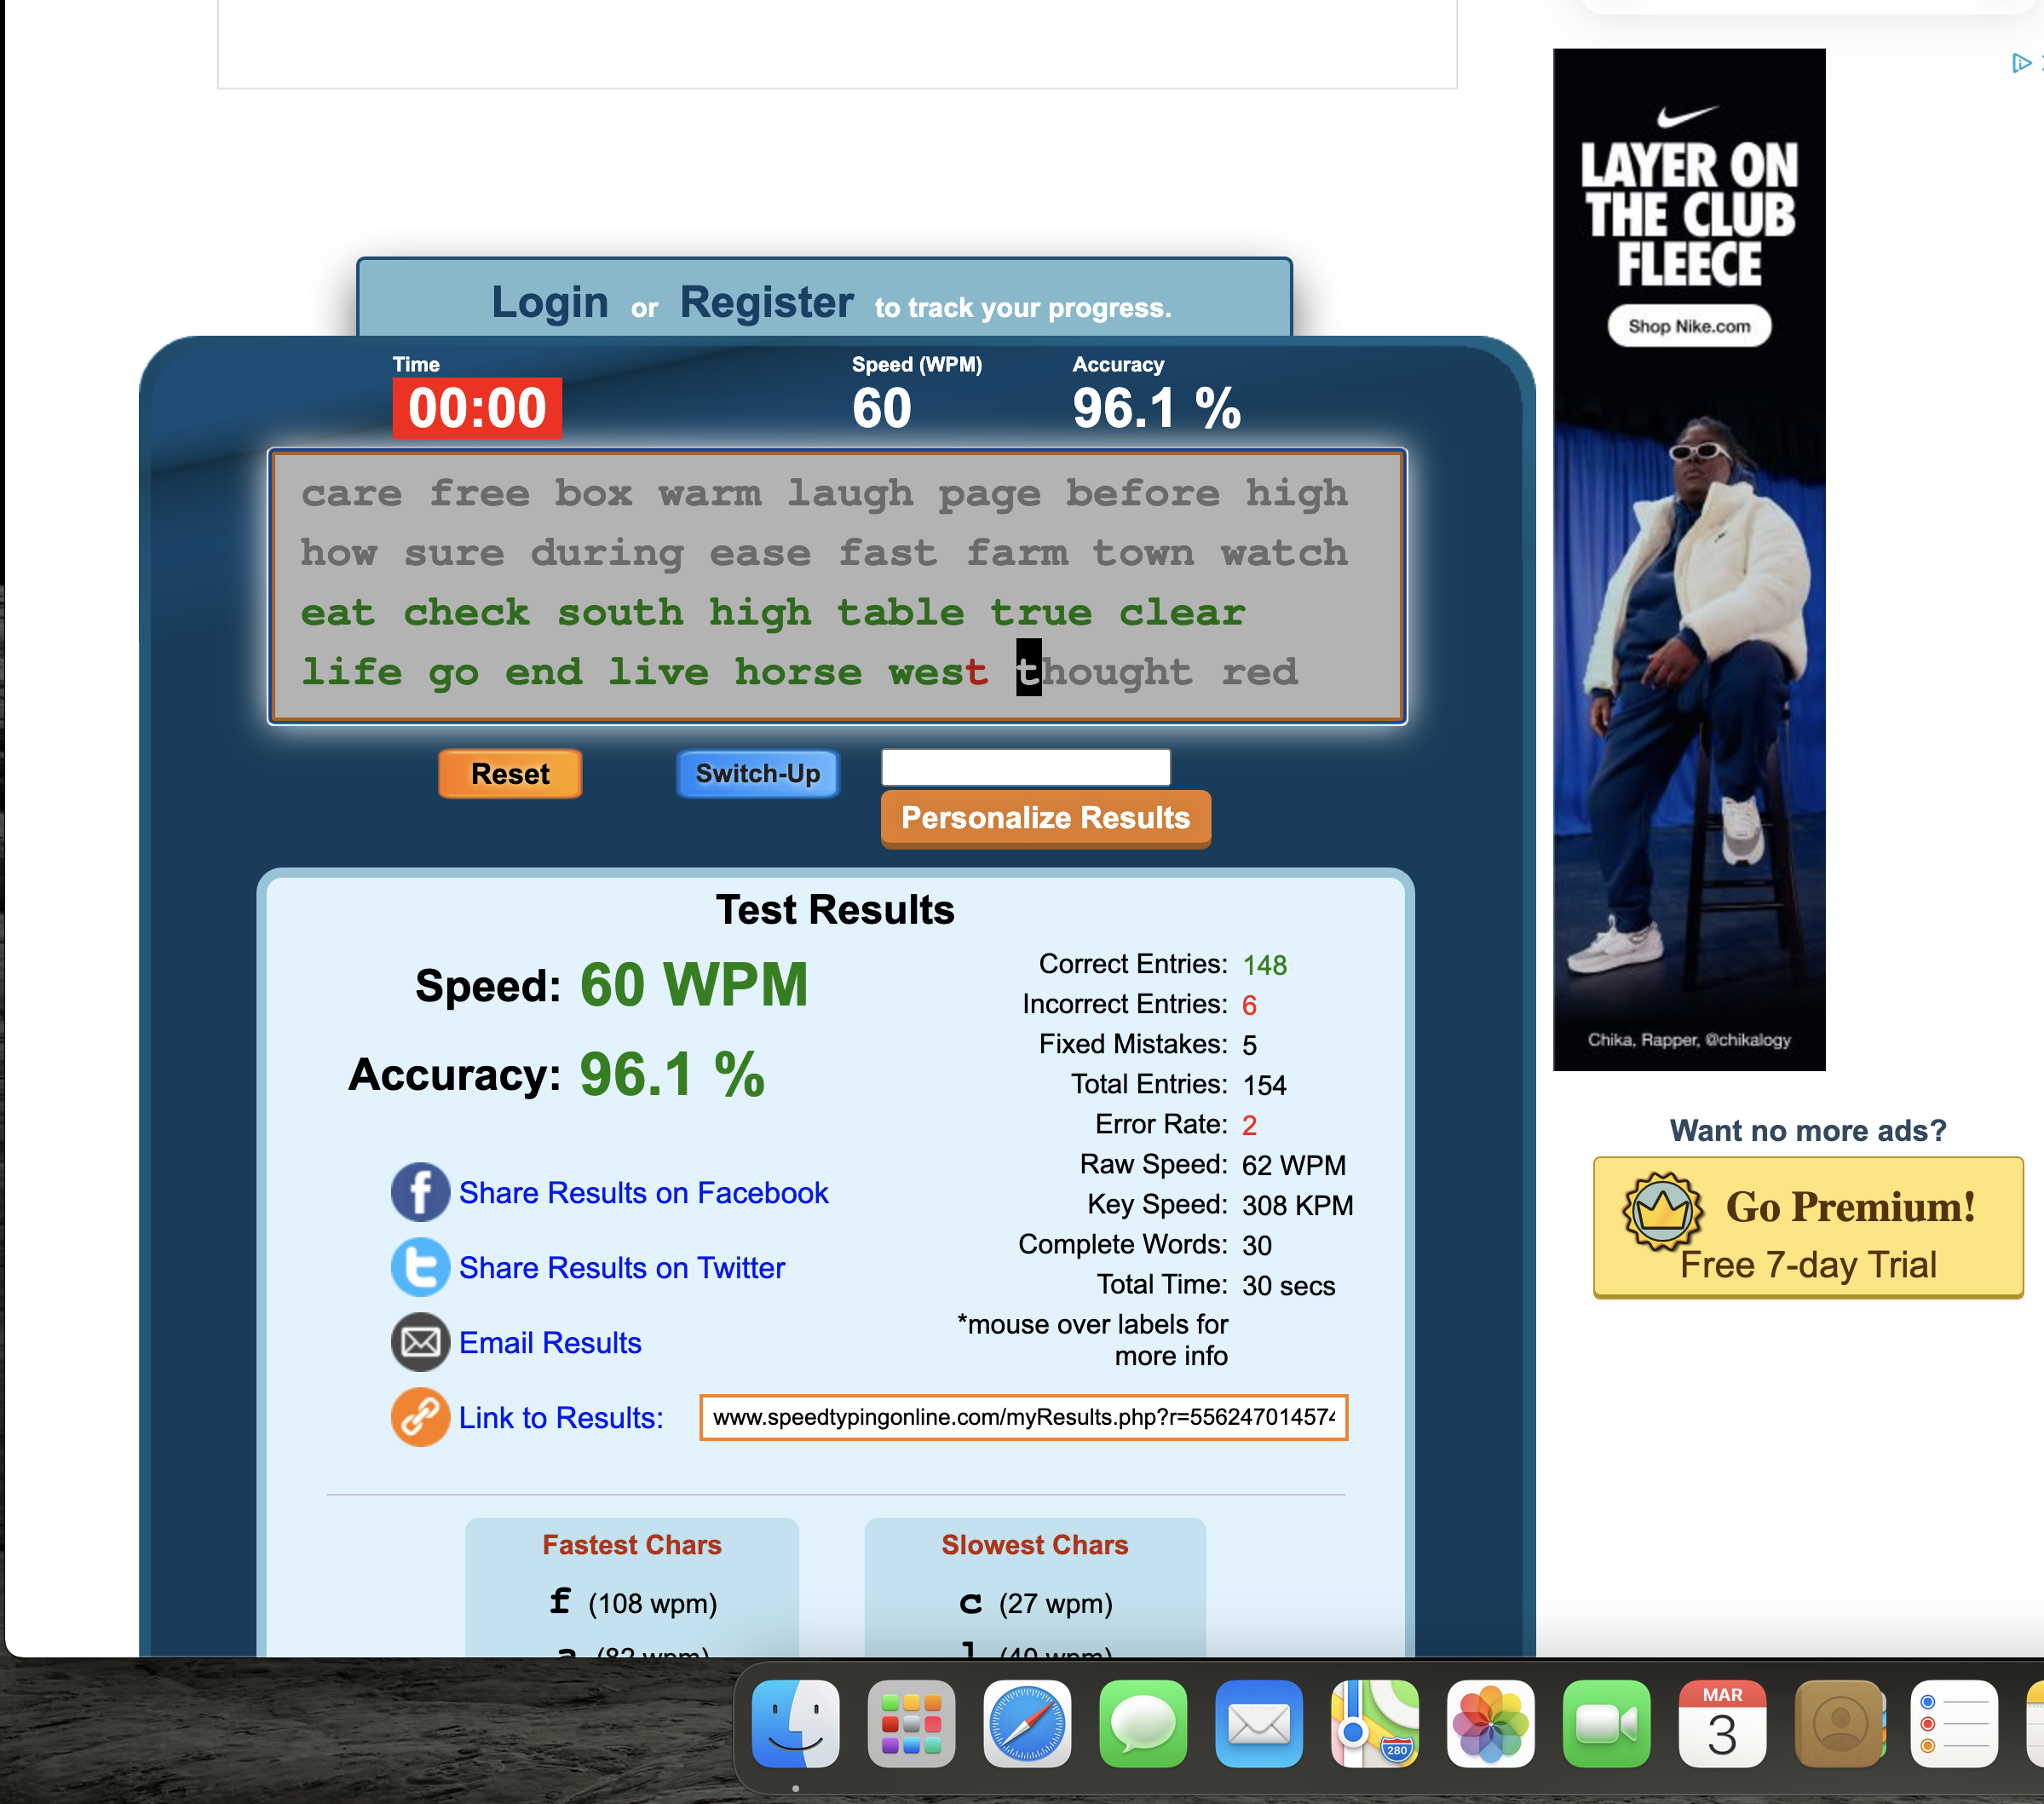 Login or Register to track your progress.
Time
00:00
Speed (WPM)
60
Accuracy
96.1 %
care free box warm laugh page before high
how sure during ease fast farm town watch
eat check south high table true clear
life go end live horse west thought red
Reset
Switch-Up
Personalize Results
Test Results
Speed: 60 WPM
Accuracy: 96.1 %
Correct Entries: 148
Incorrect Entries: 6
Fixed Mistakes: 5
Total Entries: 154
Error Rate: 2
Raw Speed: 62 WPM
Key Speed: 308 KPM
Complete Words: 30
Total Time: 30 secs
*mouse over labels for
more info
Share Results on Facebook
Share Results on Twitter
Email Results
Link to Results:
www.speedtypingonline.com/myResults.php?r=556247014574
Fastest Chars
f (108 wpm)
a (82 wpm)
Slowest Chars
c (27 wpm)
l (40 wpm)
LAYER ON
THE CLUB
FLEECE
Shop Nike.com
Chika, Rapper, @chikalogy
Want no more ads?
Go Premium!
Free 7-day Trial
280
MAR
3